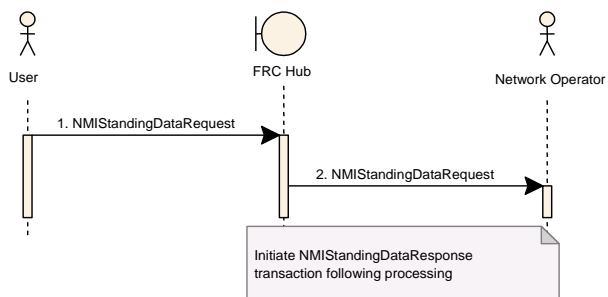 User
FRC Hub
Network Operator
1. NMIStandingDataRequest
2. NMIStandingDataRequest
Initiate NMIStandingDataResponse
transaction following processing